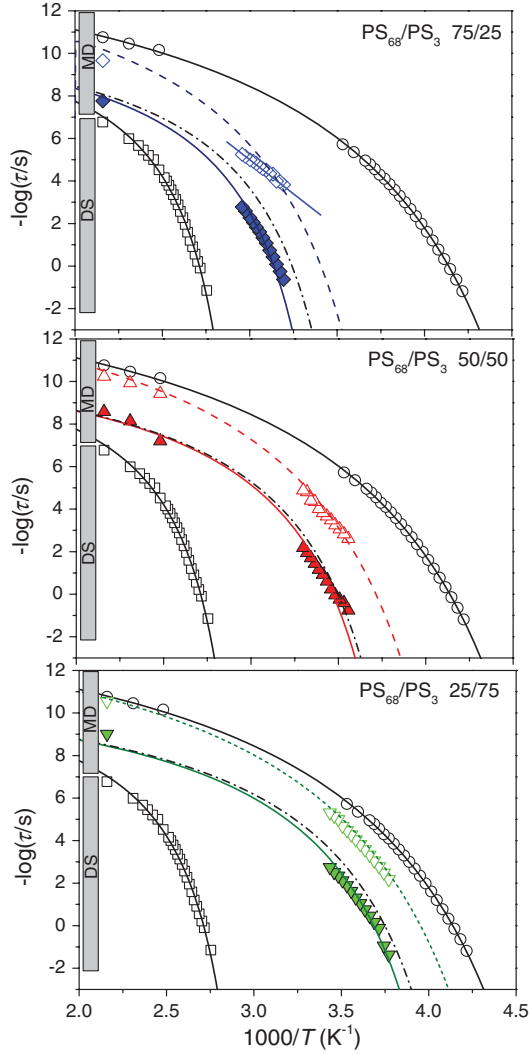 PS68/PS3 75/25
12
10
8
6
4
2
0
-2
MD
DS
-log(τ/s)
PS68/PS3 50/50
12
10
8
6
4
2
0
-2
MD
DS
-log(τ/s)
PS68/PS3 25/75
12
10
8
6
4
2
0
-2
MD
DS
-log(τ/s)
2.0 2.5 3.0 3.5 4.0 4.5
1000/T (K-1)